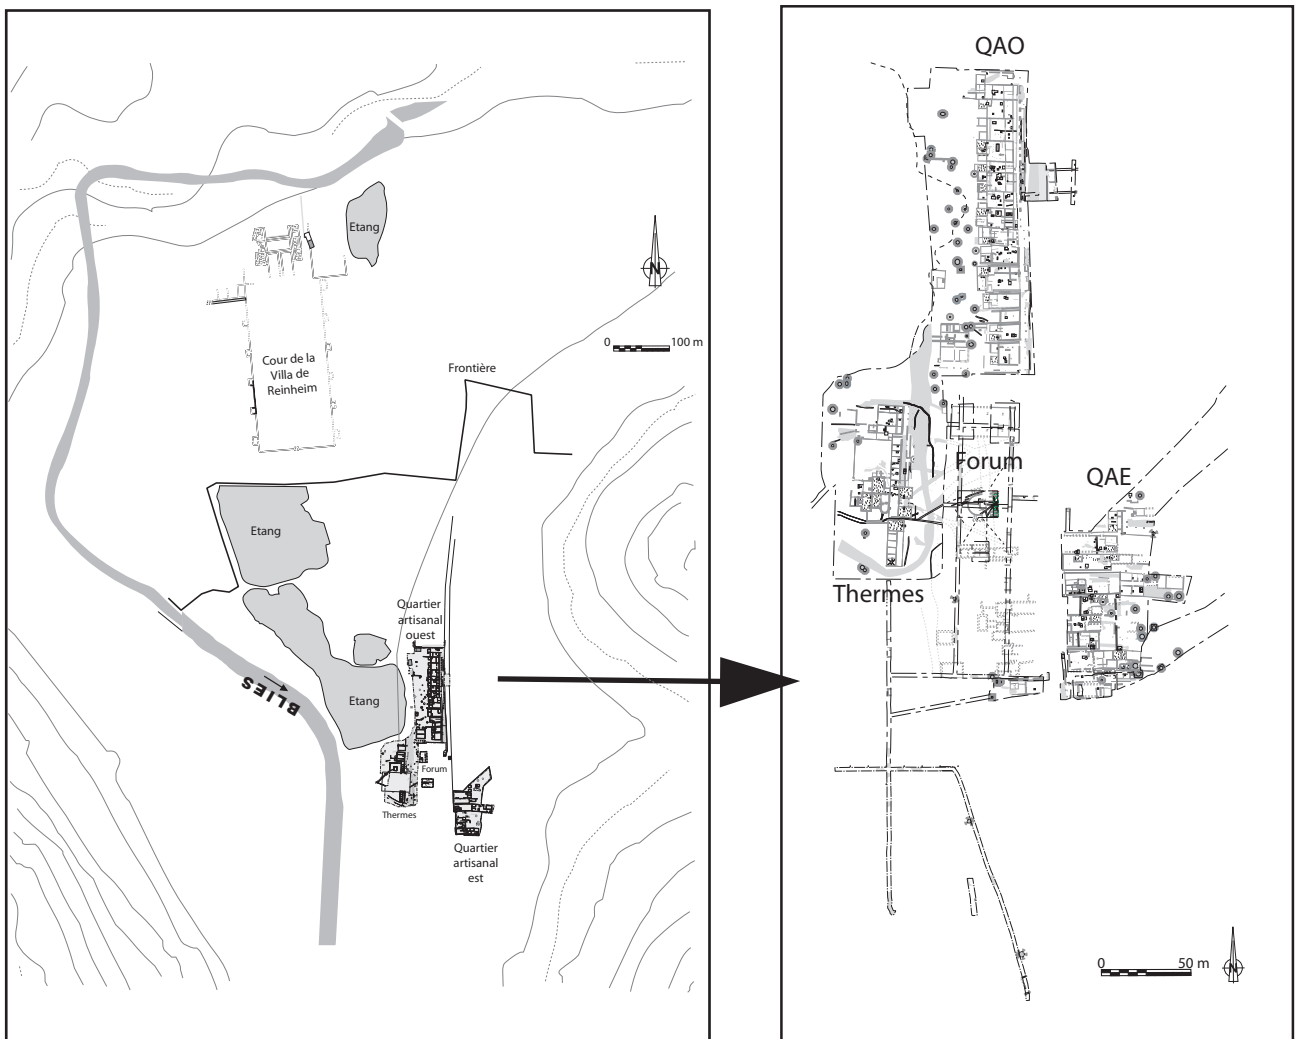 Etang
N
0 100 m
Cour de la
Villa de
Reinheim
Frontière
Etang
Quartier
artisanal
ouest
Etang
BLIES
Forum
Thermes
Quartier
artisanal
est
QAO
Forum
QAE
Thermes
0 50 m
N